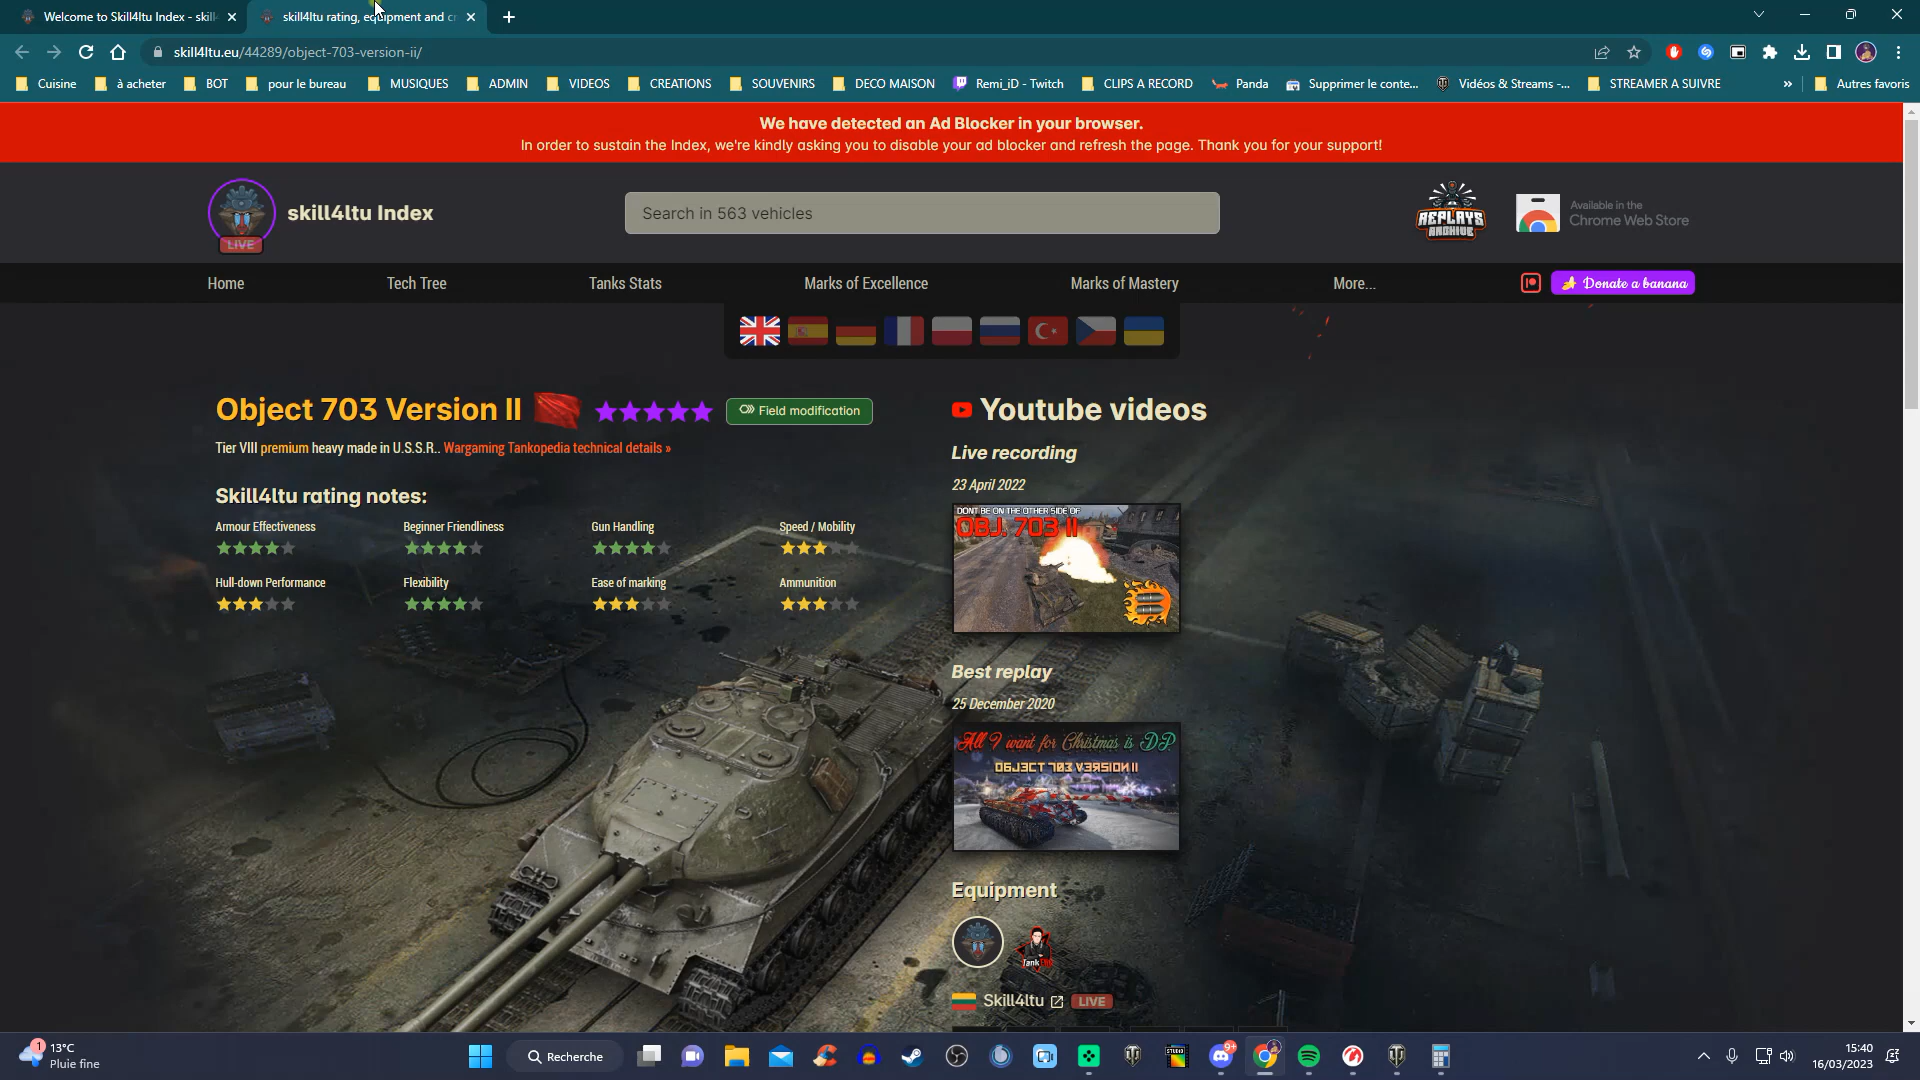 Welcome to Skill4ltu Index - skill4
skill4ltu rating, equipment and cr
skill4ltu.eu/44289/object-703-version-ii/
Cuisine
à acheter
BOT
pour le bureau
MUSIQUES
ADMIN
VIDEOS
CREATIONS
SOUVENIRS
DECO MAISON
Remi_iD - Twitch
CLIPS A RECORD
Panda
Supprimer le conte...
Vidéos & Streams -...
STREAMER A SUIVRE
»
Autres favoris
We have detected an Ad Blocker in your browser.
In order to sustain the Index, we're kindly asking you to disable your ad blocker and refresh the page. Thank you for your support!
LIVE
skill4ltu Index
Search in 563 vehicles
REPLAYS
ARCHIVE
Available in the
Chrome Web Store
Home
Tech Tree
Tanks Stats
Marks of Excellence
Marks of Mastery
More...
Donate a banana
Object 703 Version II
Field modification
Tier VIII premium heavy made in U.S.S.R.. Wargaming Tankopedia technical details »
Skill4ltu rating notes:
Armour Effectiveness
Beginner Friendliness
Gun Handling
Speed / Mobility
Hull-down Performance
Flexibility
Ease of marking
Ammunition
Youtube videos
Live recording
23 April 2022
DONT BE ON THE OTHER SIDE OF
OBJ. 703 II
Best replay
25 December 2020
All I want for Christmas is DP
OBJECT 703 VERSION II
Equipment
Skill4ltu
LIVE
1
13°C
Pluie fine
Recherche
STUDIO
9+
15:40
16/03/2023